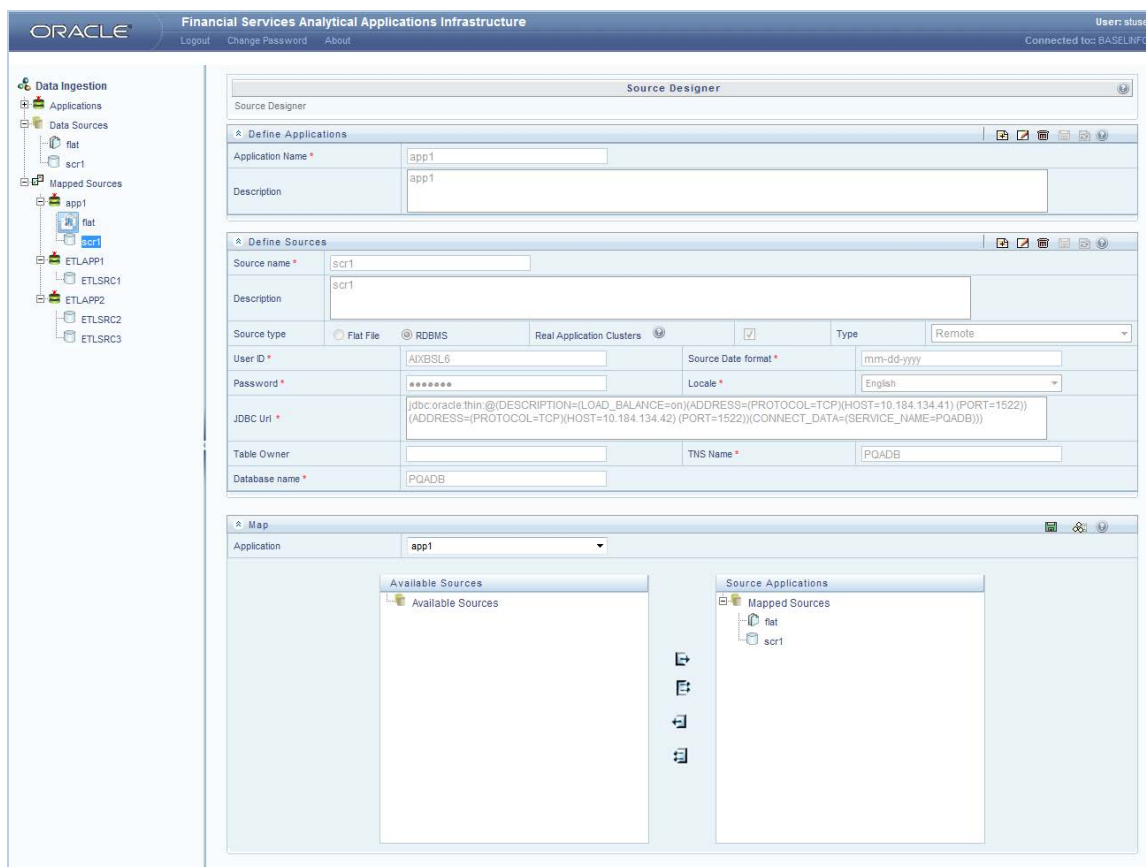 ORACLE
Financial Services Analytical Applications Infrastructure
User: stuse
Logout Change Password About
Connected to:: BASELINFO
Data Ingestion
Applications
Data Sources
flat
scr1
Mapped Sources
app1
flat
scr1
ETLAPP1
ETLSRC1
ETLAPP2
ETLSRC2
ETLSRC3
Source Designer
Source Designer
Define Applications
Application Name * app1
Description app1
Define Sources
Source name * scr1
Description scr1
Source type Flat File RDBMS Real Application Clusters Type Remote
User ID * AIXBSL6 Source Date format * mm-dd-yyyy
Password * ●●●●●●● Locale * English
JDBC Url * jdbc:oracle:thin:@(DESCRIPTION=(LOAD_BALANCE=on)(ADDRESS=(PROTOCOL=TCP)(HOST=10.184.134.41) (PORT=1522))
(ADDRESS=(PROTOCOL=TCP)(HOST=10.184.134.42) (PORT=1522))(CONNECT_DATA=(SERVICE_NAME=PQADB)))
Table Owner TNS Name * PQADB
Database name * PQADB
Map
Application app1
Available Sources
Available Sources
Source Applications
Mapped Sources
flat
scr1